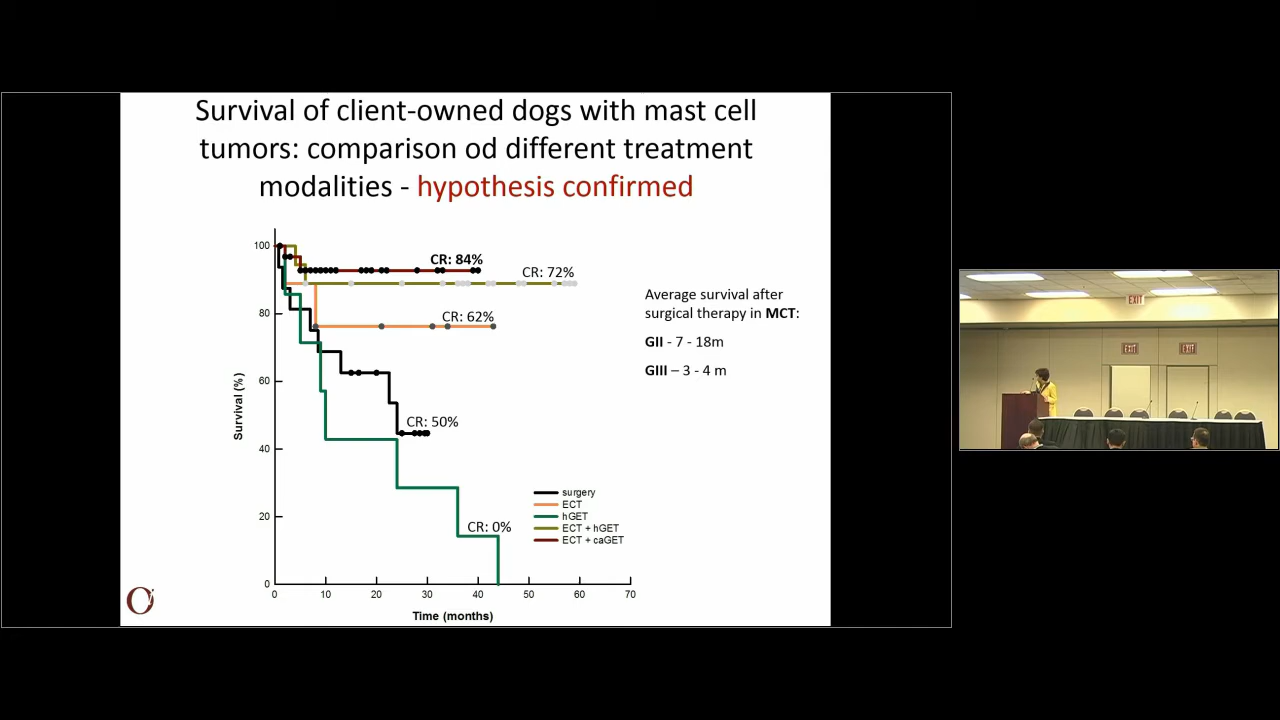 Survival of client-owned dogs with mast cell
tumors: comparison od different treatment
modalities - hypothesis confirmed
100
80
60
40
20
0
Survival (%)
CR: 84%
CR: 72%
CR: 62%
CR: 50%
CR: 0%
surgery
ECT
hGET
ECT + hGET
ECT + caGET
0 10 20 30 40 50 60 70
Time (months)
Average survival after
surgical therapy in MCT:
GII - 7 - 18m
GIII – 3 - 4 m
EXIT
EXIT
EXIT